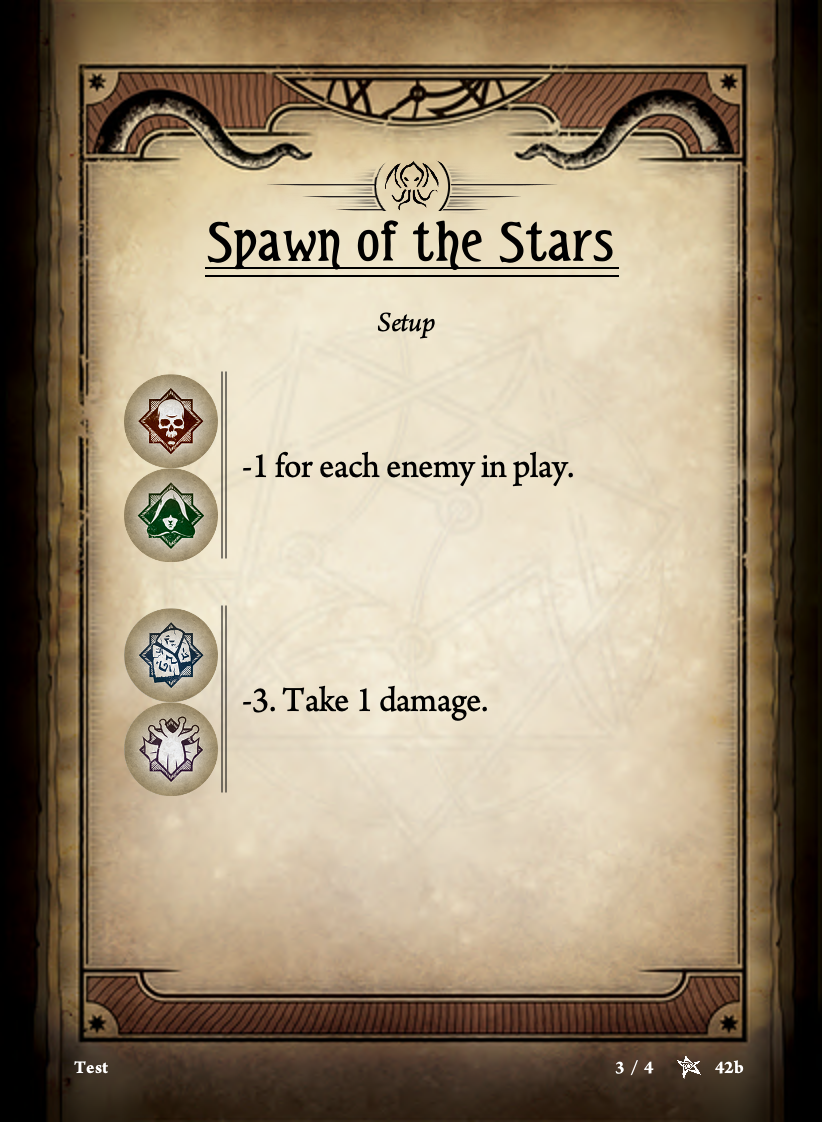 Spawn of the Stars
Setup
-1 for each enemy in play.
-3. Take 1 damage.
Test
3 / 4
42b